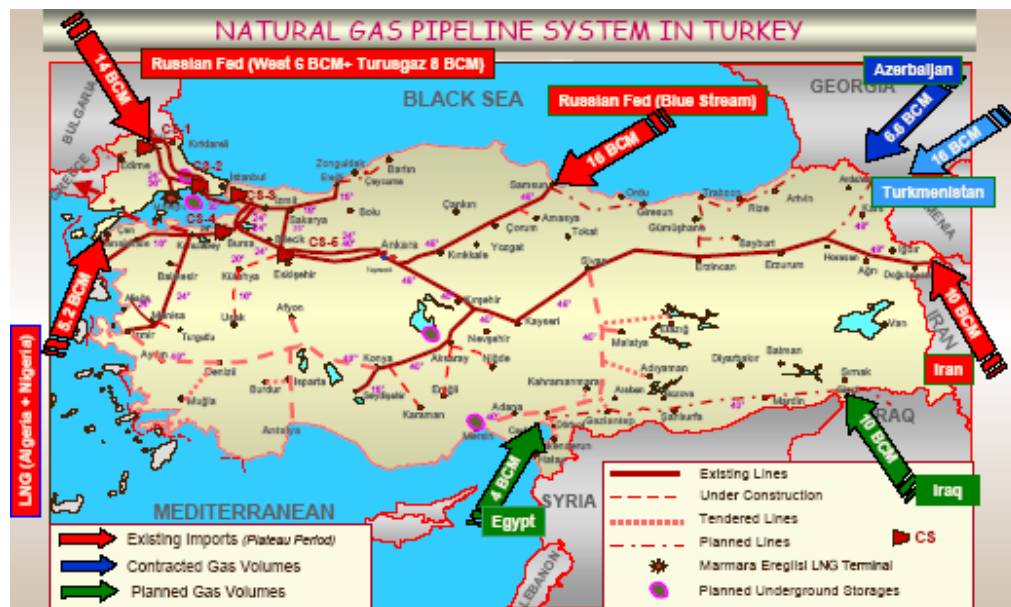 NATURAL GAS PIPELINE SYSTEM IN TURKEY
14 BCM
Russian Fed (West 6 BCM+ Turusgaz 8 BCM)
BLACK SEA
Russian Fed (Blue Stream)
16 BCM
Azerbaijan
GEORGIA
6.6 BCM
16 BCM
Turkmenistan
BULGARIA
GREECE
CS-1
Kırklareli
Edirne
CS-2
İstanbul
CS-3
CS-4
CS-5
Zonguldak
Ereğli
Bartın
Çaycuma
İzmit
Sakarya
Bolu
Bursa
Bilecik
Eskişehir
Çankırı
Ankara
Kırıkkale
Yozgat
Çorum
Amasya
Tokat
Samsun
Ordu
Giresun
Gümüşhane
Trabzon
Rize
Artvin
Kars
Bayburt
Sivas
Erzincan
Erzurum
Horasan
Ağrı
Iğdır
Çan
Balıkesir
Kütahya
Manisa
Uşak
Afyon
Turgutlu
İzmir
Aydın
Denizli
Muğla
Burdur
Isparta
Antalya
Konya
Seydişehir
Karaman
Ereğli
Aksaray
Nevşehir
Niğde
Kırşehir
Kayseri
Malatya
Elazığ
Adıyaman
Diyarbakır
Batman
Şırnak
Mardin
Van
Kahramanmaraş
Gaziantep
Şanlıurfa
Adana
Mersin
Hatay
5.2 BCM
LNG (Algeria + Nigeria)
10 BCM
IRAN
Iran
IRAQ
10 BCM
Iraq
4 BCM
Egypt
SYRIA
LEBANON
MEDITERRANEAN
Existing Imports (Plateau Period)
Contracted Gas Volumes
Planned Gas Volumes
Existing Lines
Under Construction
Tendered Lines
Planned Lines
CS
Marmara Ereglisi LNG Terminal
Planned Underground Storages